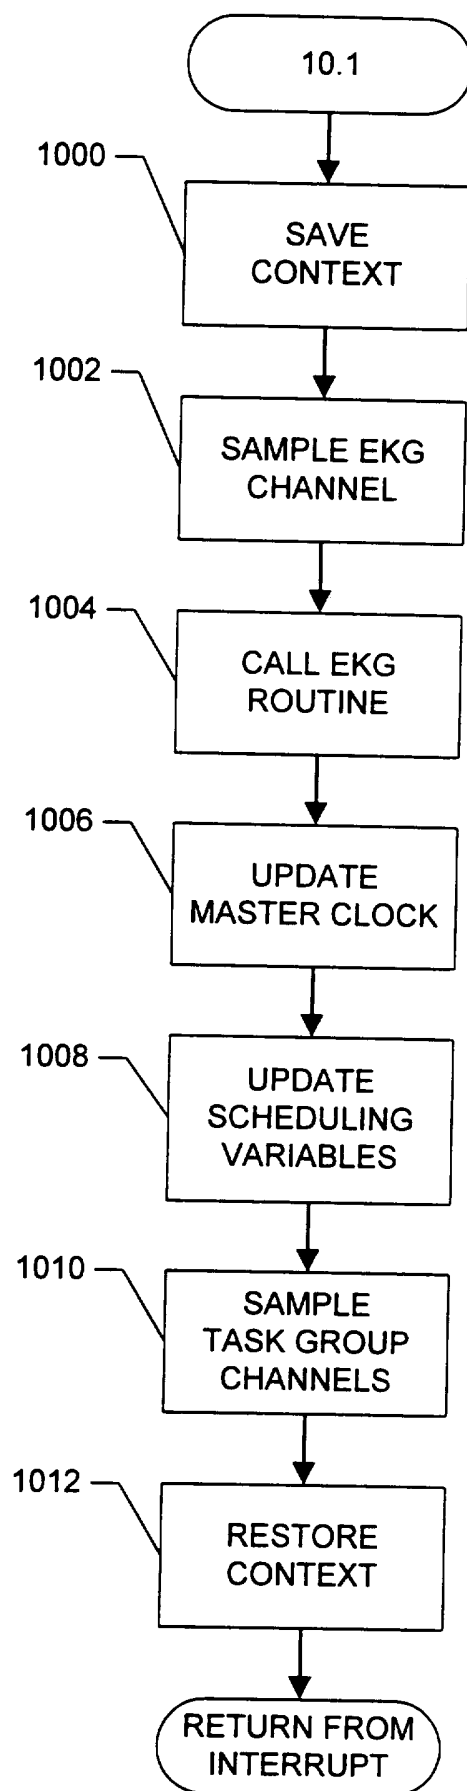 10.1
1000
SAVE
CONTEXT
1002
SAMPLE EKG
CHANNEL
1004
CALL EKG
ROUTINE
1006
UPDATE
MASTER CLOCK
1008
UPDATE
SCHEDULING
VARIABLES
1010
SAMPLE
TASK GROUP
CHANNELS
1012
RESTORE
CONTEXT
RETURN FROM
INTERRUPT